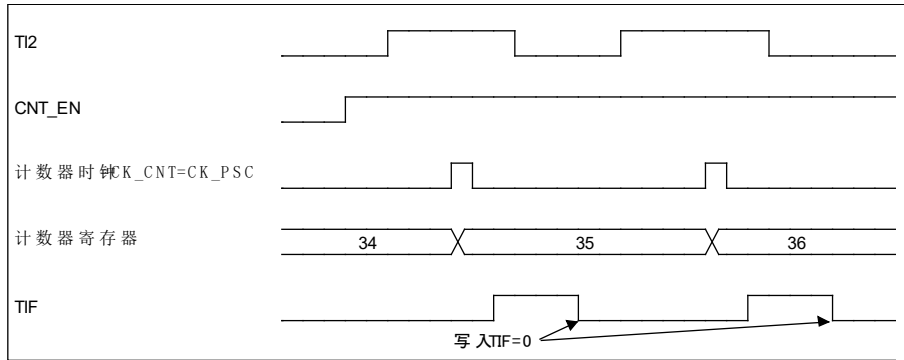 TI2
CNT_EN
计数器时钟CK_CNT=CK_PSC
计数器寄存器 34 35 36
TIF
写入TIF=0